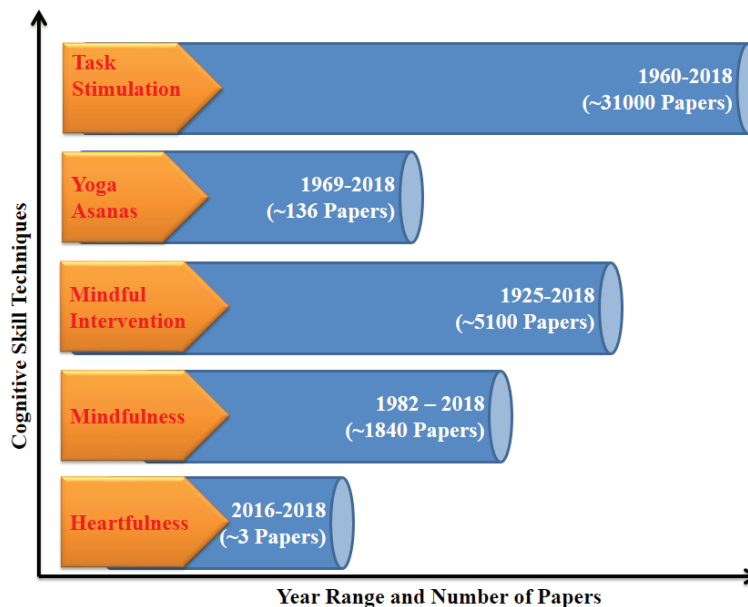 Cognitive Skill Techniques
Task
Stimulation
1960-2018
(~31000 Papers)
Yoga
Asanas
1969-2018
(~136 Papers)
Mindful
Intervention
1925-2018
(~5100 Papers)
Mindfulness
1982 – 2018
(~1840 Papers)
Heartfulness
2016-2018
(~3 Papers)
Year Range and Number of Papers